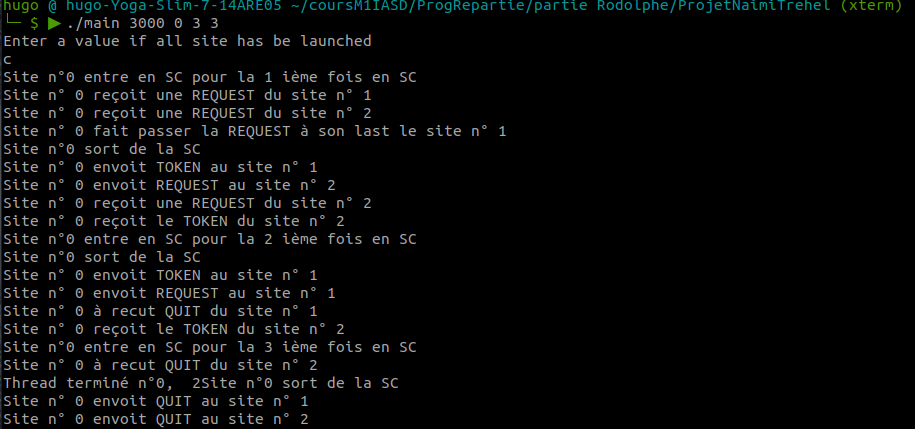 hugo @ hugo-Yoga-Slim-7-14ARE05 ~/coursM1IASD/ProgRepartie/partie Rodolphe/ProjetNaimiTrehel (xterm)
└─ $ ▶ ./main 3000 0 3 3
Enter a value if all site has be launched
c
Site n°0 entre en SC pour la 1 ième fois en SC
Site n° 0 reçoit une REQUEST du site n° 1
Site n° 0 reçoit une REQUEST du site n° 2
Site n° 0 fait passer la REQUEST à son last le site n° 1
Site n°0 sort de la SC
Site n° 0 envoit TOKEN au site n° 1
Site n° 0 envoit REQUEST au site n° 2
Site n° 0 reçoit une REQUEST du site n° 2
Site n° 0 reçoit le TOKEN du site n° 2
Site n°0 entre en SC pour la 2 ième fois en SC
Site n°0 sort de la SC
Site n° 0 envoit TOKEN au site n° 1
Site n° 0 envoit REQUEST au site n° 1
Site n° 0 à recut QUIT du site n° 1
Site n° 0 reçoit le TOKEN du site n° 2
Site n°0 entre en SC pour la 3 ième fois en SC
Site n° 0 à recut QUIT du site n° 2
Thread terminé n°0,  2Site n°0 sort de la SC
Site n° 0 envoit QUIT au site n° 1
Site n° 0 envoit QUIT au site n° 2